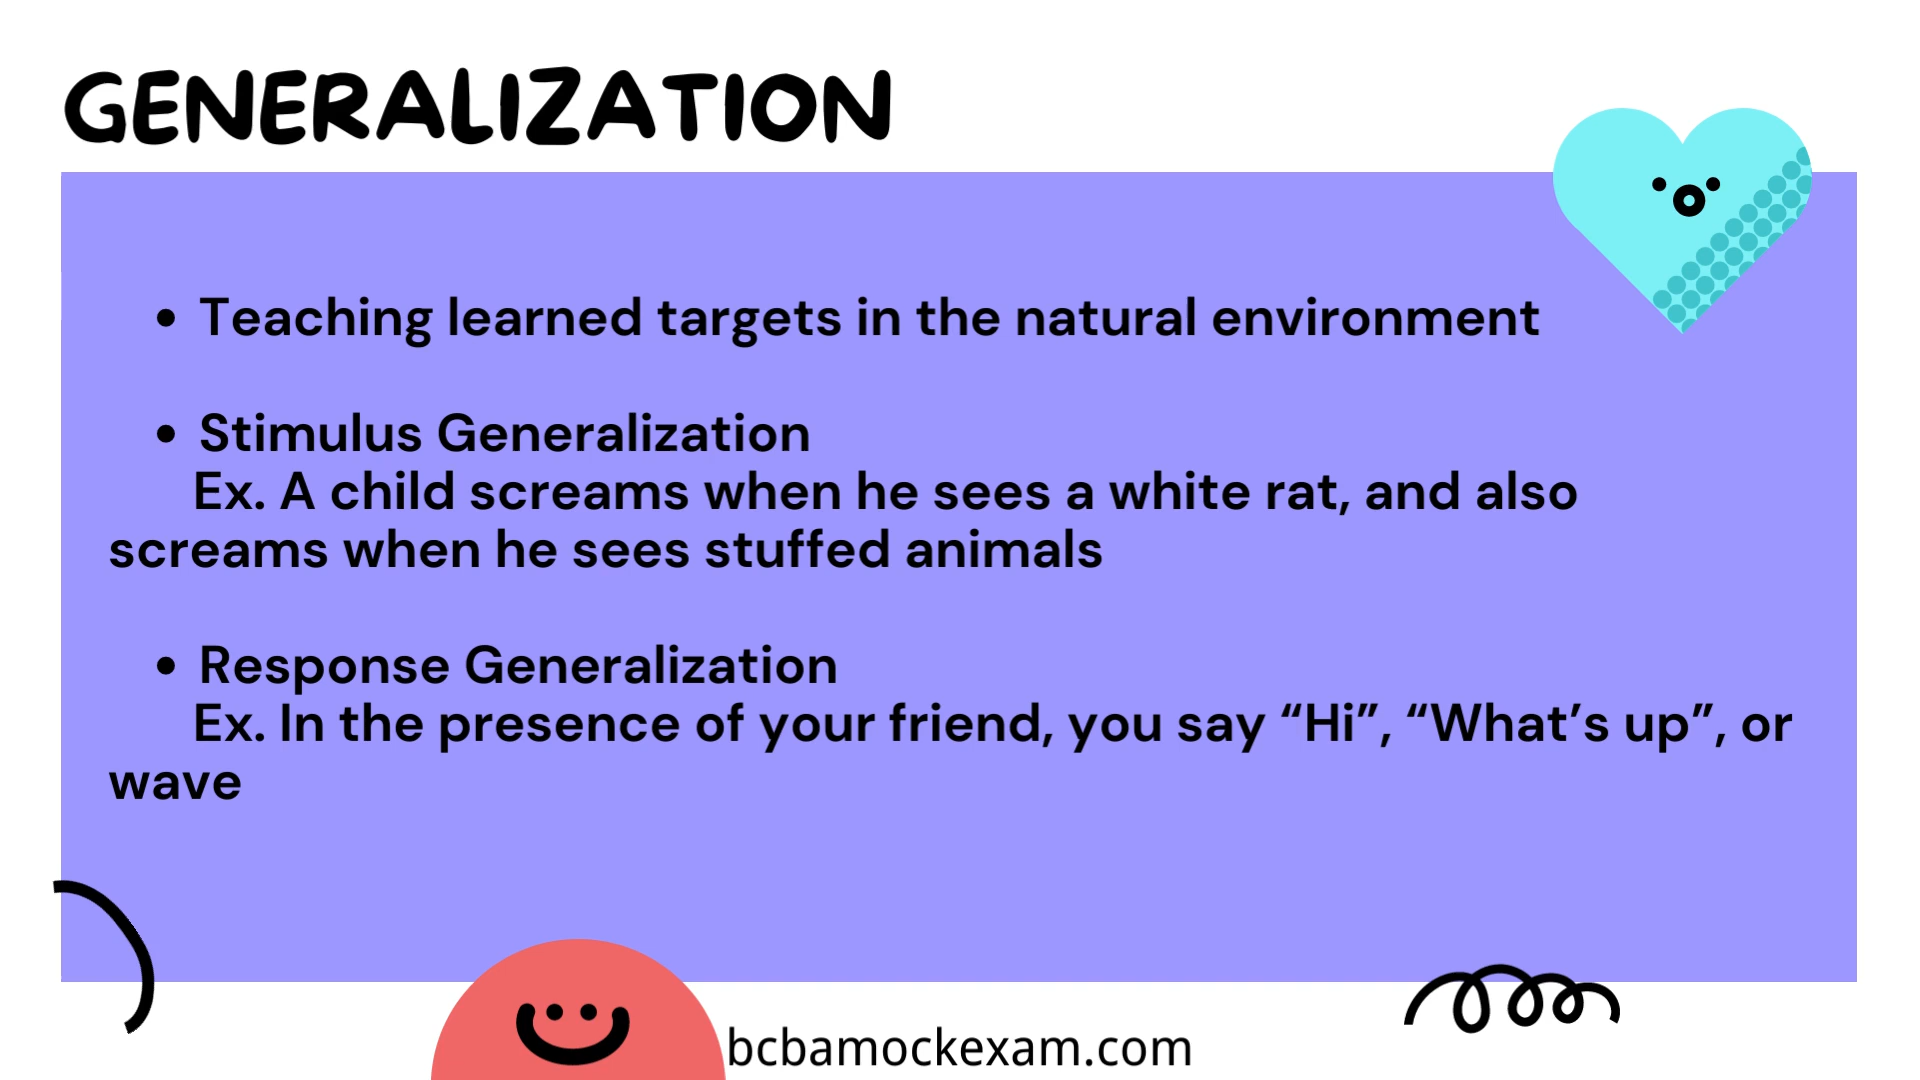 GENERALIZATION
• Teaching learned targets in the natural environment
• Stimulus Generalization
Ex. A child screams when he sees a white rat, and also
screams when he sees stuffed animals
• Response Generalization
Ex. In the presence of your friend, you say “Hi”, “What’s up”, or
wave
bcbamockexam.com